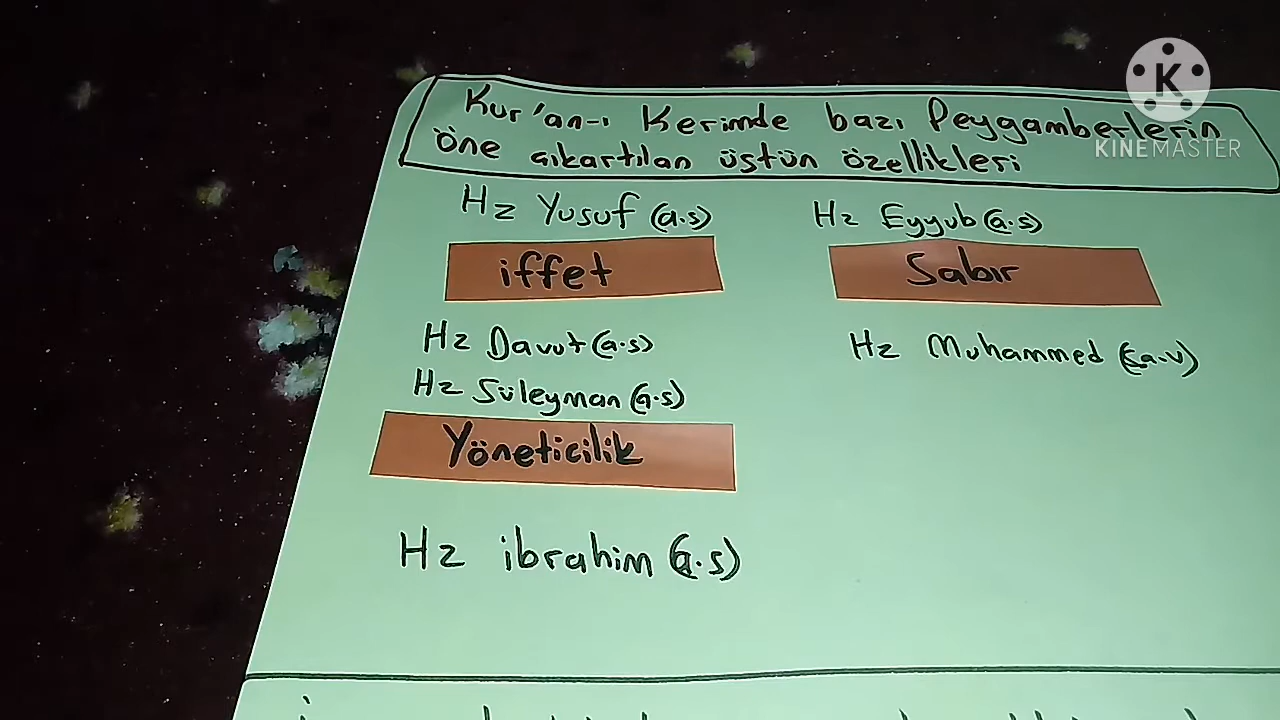 Kur'an-ı Kerimde bazı Peygamberlerin
öne çıkartılan üstün özellikleri
Hz Yusuf (a.s)
iffet
Hz Eyyub (a.s)
Sabır
Hz Davut (a.s)
Hz Süleyman (a.s)
Yöneticilik
Hz Muhammed (s.a.v)
Hz ibrahim (a.s)
K
KINEMASTER